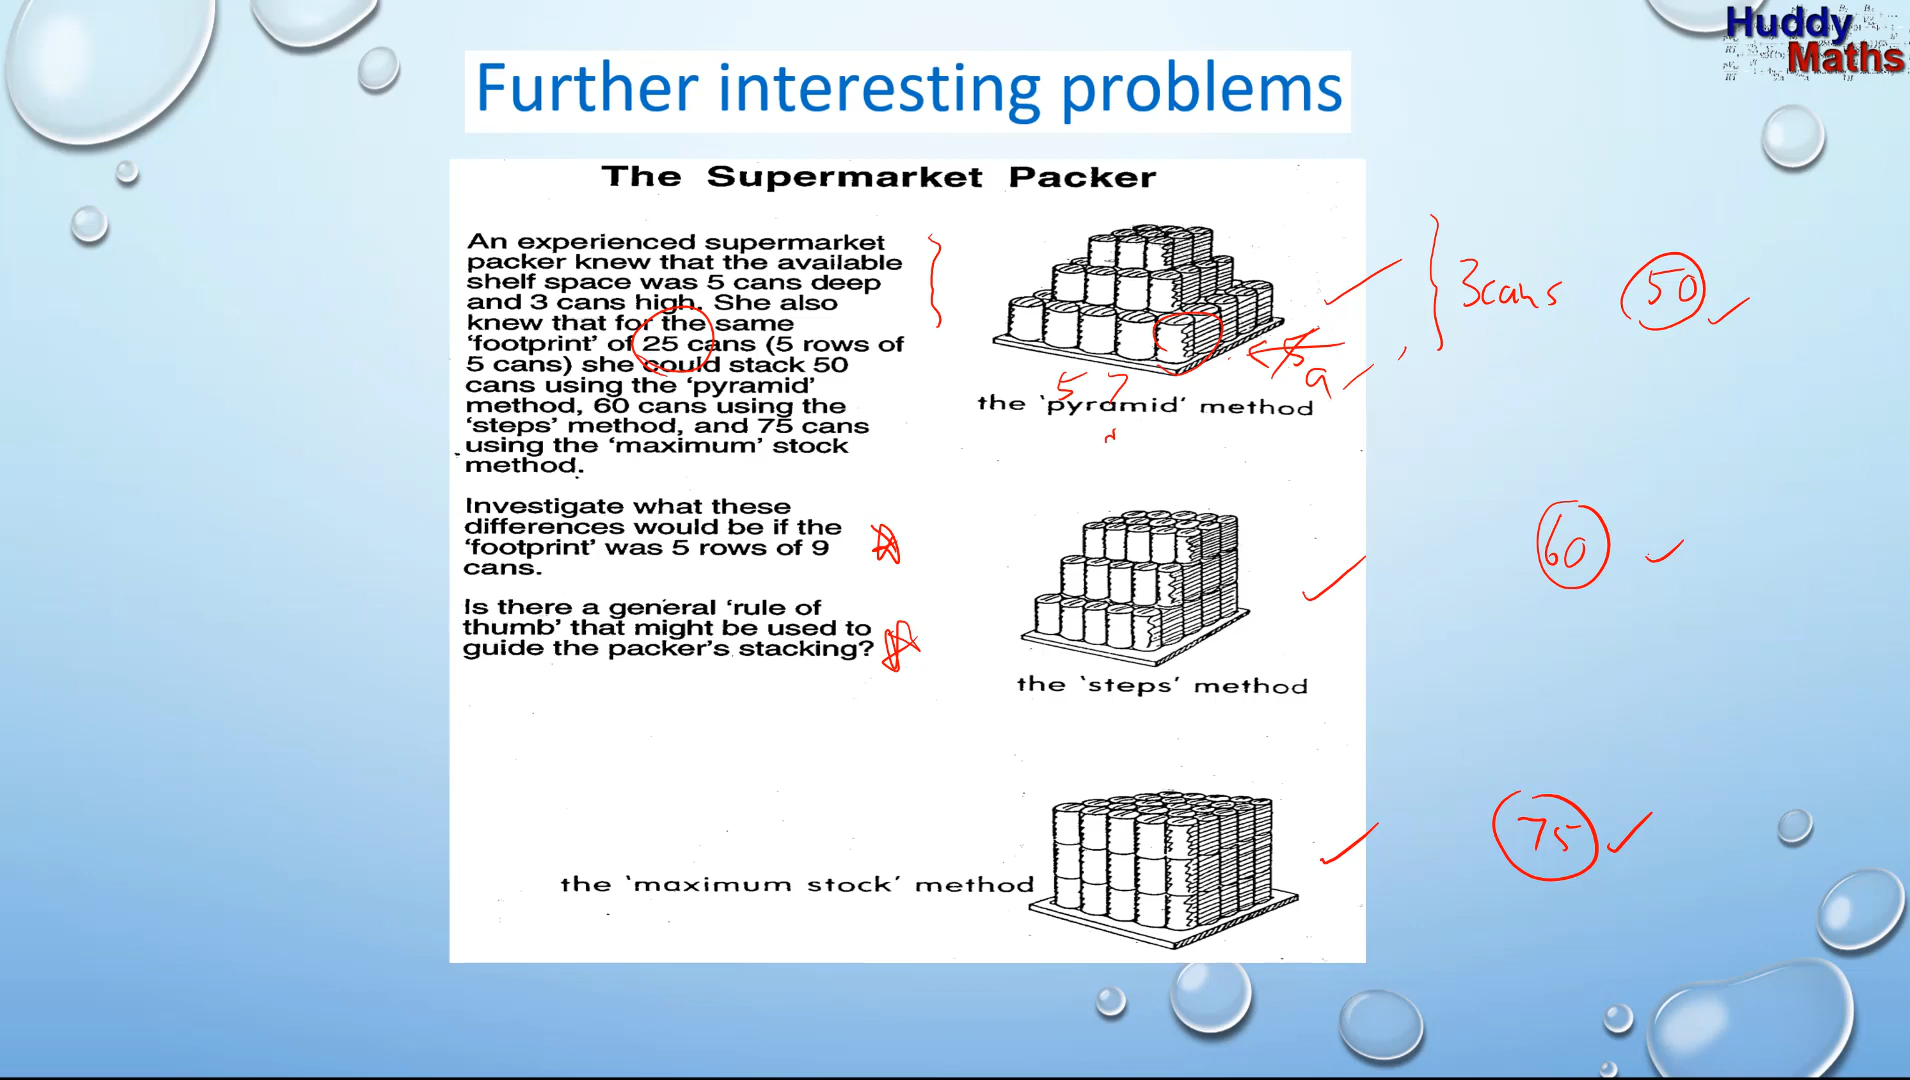 Huddy
Maths
Further interesting problems
The Supermarket Packer
An experienced supermarket
packer knew that the available
shelf space was 5 cans deep
and 3 cans high. She also
knew that for the same
‘footprint’ of 25 cans (5 rows of
5 cans) she could stack 50
cans using the ‘pyramid’
method, 60 cans using the
‘steps’ method, and 75 cans
using the ‘maximum’ stock
method.
Investigate what these
differences would be if the
‘footprint’ was 5 rows of 9
cans.
Is there a general ‘rule of
thumb’ that might be used to
guide the packer’s stacking?
3 cans
50
5 7
9
the ‘pyramid’ method
60
the ‘steps’ method
75
the ‘maximum stock’ method